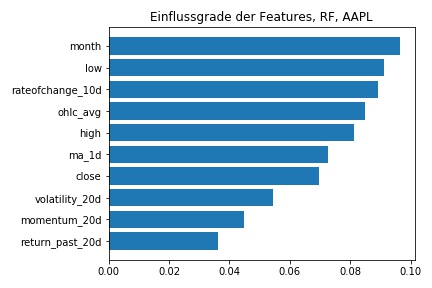 Einflussgrade der Features, RF, AAPL
month
low
rateofchange_10d
ohlc_avg
high
ma_1d
close
volatility_20d
momentum_20d
return_past_20d
0.00 0.02 0.04 0.06 0.08 0.10